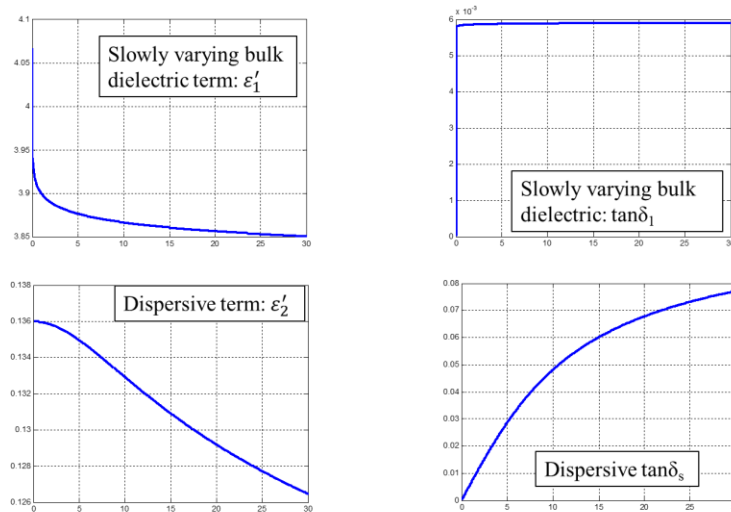 4.1
4.05
4
3.95
3.9
3.85
0 5 10 15 20 25 30
Slowly varying bulk
dielectric term: ε₁′
x 10⁻³
6
5
4
3
2
1
0
0 5 10 15 20 25 30
Slowly varying bulk
dielectric: tanδ₁
0.138
0.136
0.134
0.132
0.13
0.128
0.126
0 5 10 15 20 25 30
Dispersive term: ε₂′
0.08
0.07
0.06
0.05
0.04
0.03
0.02
0.01
0
0 5 10 15 20 25
Dispersive tanδₛ